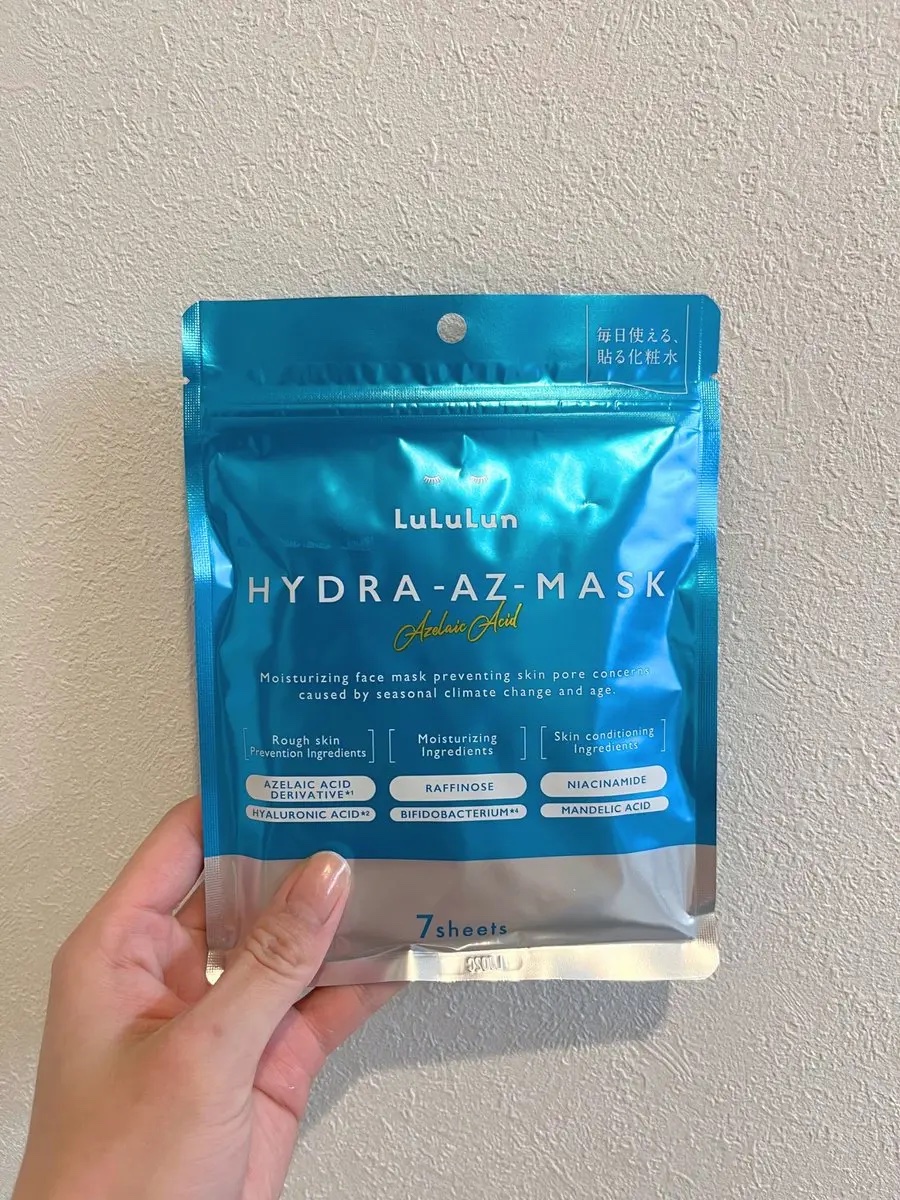 毎日使える、
貼る化粧水
LuLuLun
HYDRA-AZ-MASK
Azelaic Acid
Moisturizing face mask preventing skin pore concerns
caused by seasonal climate change and age.
Rough skin
Prevention Ingredients
AZELAIC ACID
DERIVATIVE★1
HYALURONIC ACID★2
Moisturizing
Ingredients
RAFFINOSE
BIFIDOBACTERIUM★4
Skin conditioning
Ingredients
NIACINAMIDE
MANDELIC ACID
7sheets